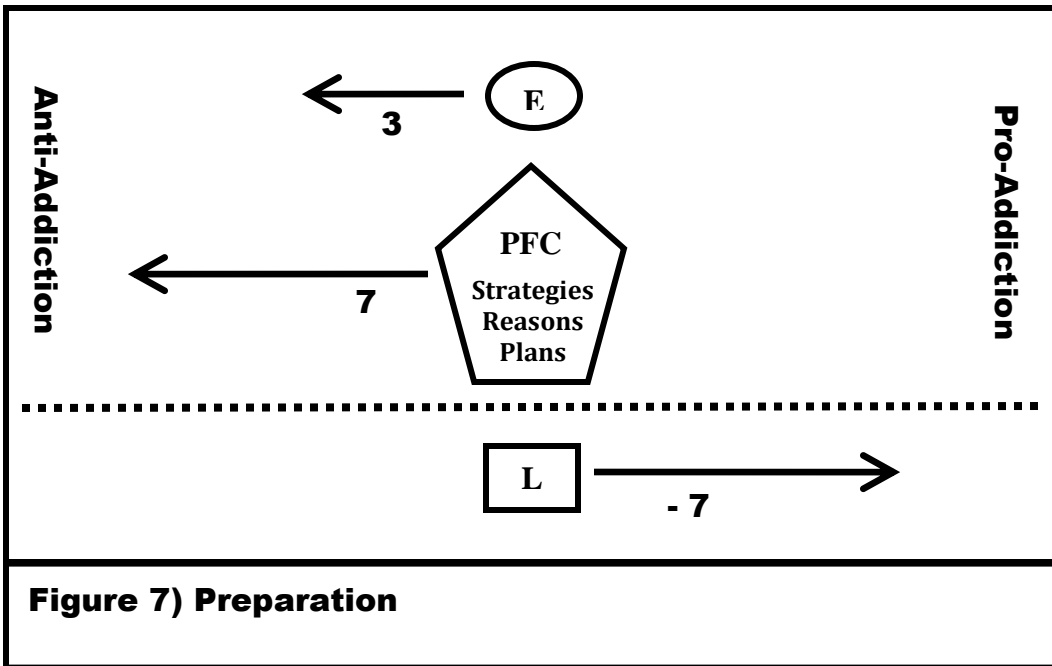 Anti-Addiction
E
3
Pro-Addiction
PFC
Strategies
Reasons
Plans
7
L
- 7
Figure 7) Preparation